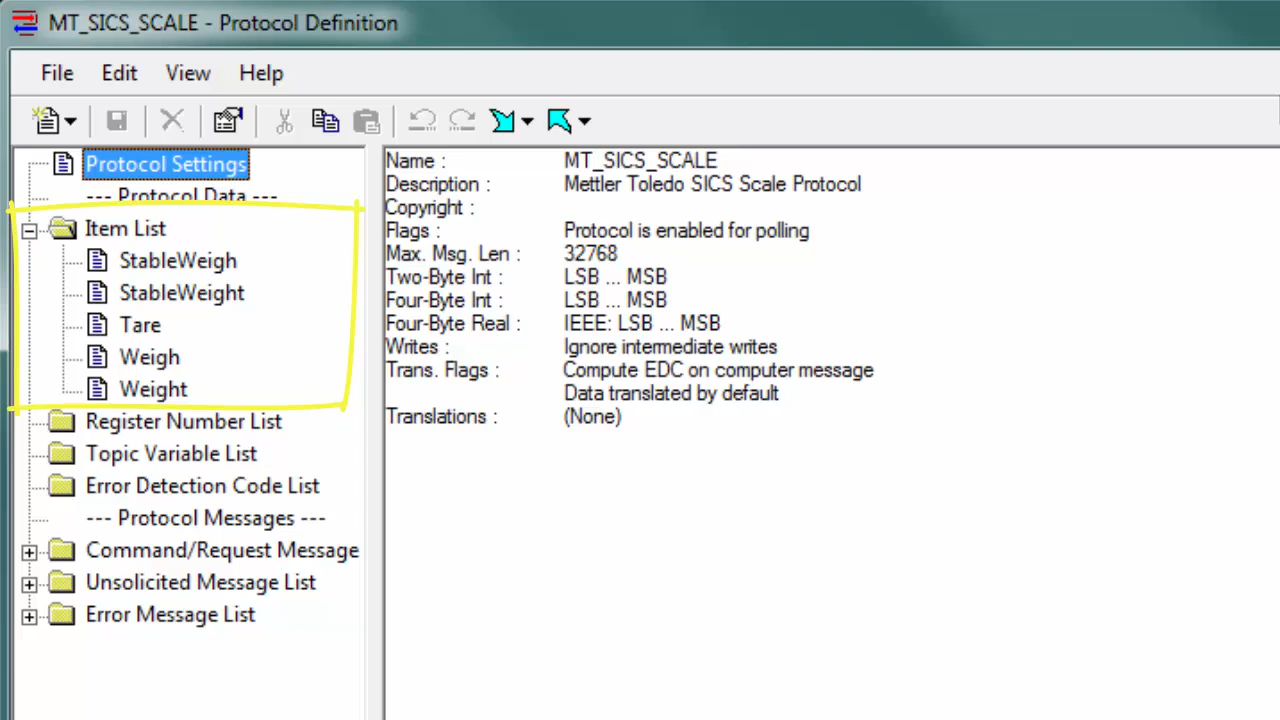 MT_SICS_SCALE - Protocol Definition
File Edit View Help
Protocol Settings
--- Protocol Data ---
Item List
StableWeigh
StableWeight
Tare
Weigh
Weight
Register Number List
Topic Variable List
Error Detection Code List
--- Protocol Messages ---
Command/Request Message
Unsolicited Message List
Error Message List
Name : MT_SICS_SCALE
Description : Mettler Toledo SICS Scale Protocol
Copyright :
Flags : Protocol is enabled for polling
Max. Msg. Len : 32768
Two-Byte Int : LSB ... MSB
Four-Byte Int : LSB ... MSB
Four-Byte Real : IEEE: LSB ... MSB
Writes : Ignore intermediate writes
Trans. Flags : Compute EDC on computer message
Data translated by default
Translations : (None)